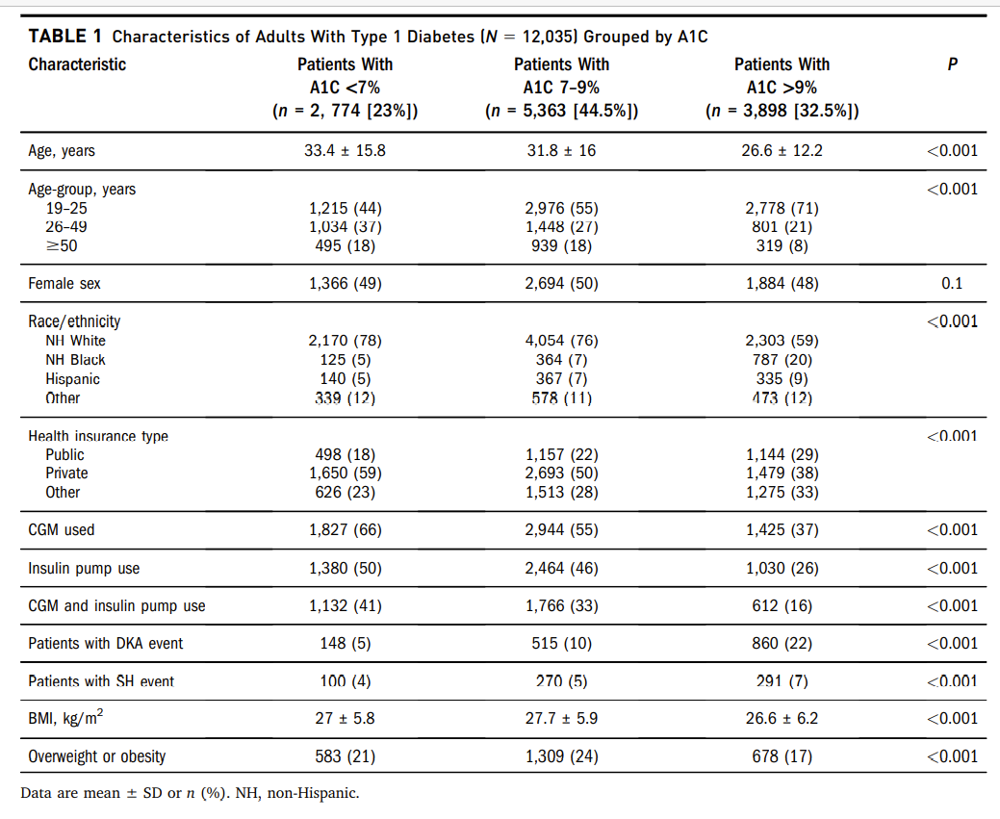 TABLE 1 Characteristics of Adults With Type 1 Diabetes (N = 12,035) Grouped by A1C
Characteristic Patients With A1C <7% (n = 2, 774 [23%]) Patients With A1C 7–9% (n = 5,363 [44.5%]) Patients With A1C >9% (n = 3,898 [32.5%]) P
Age, years 33.4 ± 15.8 31.8 ± 16 26.6 ± 12.2 <0.001
Age-group, years <0.001
19–25 1,215 (44) 2,976 (55) 2,778 (71)
26–49 1,034 (37) 1,448 (27) 801 (21)
≥50 495 (18) 939 (18) 319 (8)
Female sex 1,366 (49) 2,694 (50) 1,884 (48) 0.1
Race/ethnicity <0.001
NH White 2,170 (78) 4,054 (76) 2,303 (59)
NH Black 125 (5) 364 (7) 787 (20)
Hispanic 140 (5) 367 (7) 335 (9)
Other 339 (12) 578 (11) 473 (12)
Health insurance type <0.001
Public 498 (18) 1,157 (22) 1,144 (29)
Private 1,650 (59) 2,693 (50) 1,479 (38)
Other 626 (23) 1,513 (28) 1,275 (33)
CGM used 1,827 (66) 2,944 (55) 1,425 (37) <0.001
Insulin pump use 1,380 (50) 2,464 (46) 1,030 (26) <0.001
CGM and insulin pump use 1,132 (41) 1,766 (33) 612 (16) <0.001
Patients with DKA event 148 (5) 515 (10) 860 (22) <0.001
Patients with SH event 100 (4) 270 (5) 291 (7) <0.001
BMI, kg/m² 27 ± 5.8 27.7 ± 5.9 26.6 ± 6.2 <0.001
Overweight or obesity 583 (21) 1,309 (24) 678 (17) <0.001
Data are mean ± SD or n (%). NH, non-Hispanic.